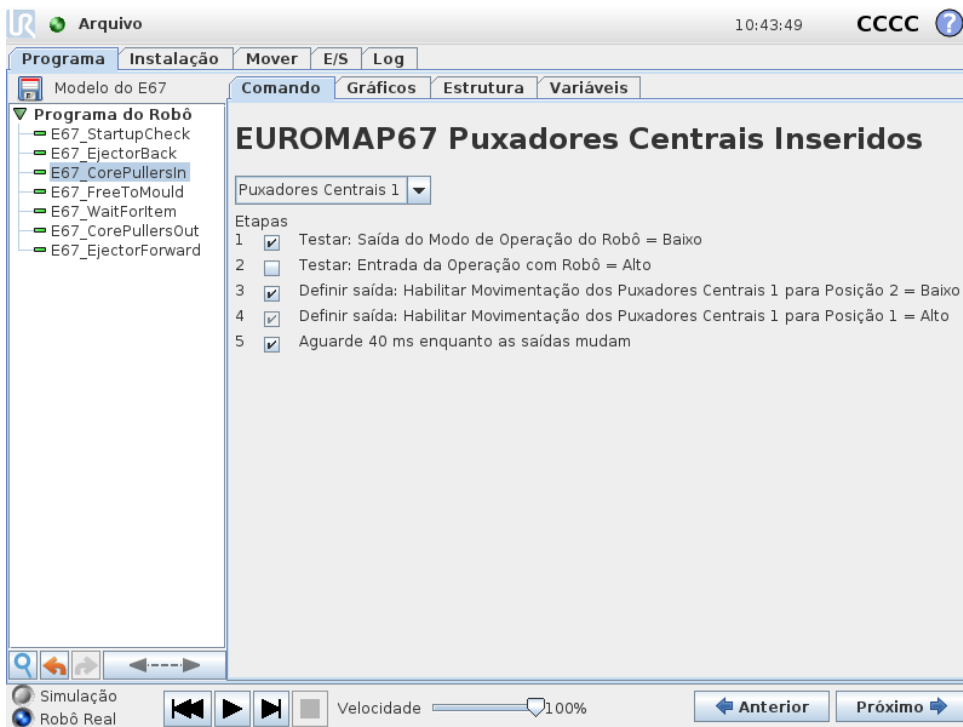 UR Arquivo 10:43:49 CCCC ?
Programa Instalação Mover E/S Log
Modelo do E67 Comando Gráficos Estrutura Variáveis
Programa do Robô
E67_StartupCheck
E67_EjectorBack
E67_CorePullersIn
E67_FreeToMould
E67_WaitForItem
E67_CorePullersOut
E67_EjectorForward
EUROMAP67 Puxadores Centrais Inseridos
Puxadores Centrais 1
Etapas
1 Testar: Saída do Modo de Operação do Robô = Baixo
2 Testar: Entrada da Operação com Robô = Alto
3 Definir saída: Habilitar Movimentação dos Puxadores Centrais 1 para Posição 2 = Baixo
4 Definir saída: Habilitar Movimentação dos Puxadores Centrais 1 para Posição 1 = Alto
5 Aguarde 40 ms enquanto as saídas mudam
Simulação
Robô Real
Velocidade 100% Anterior Próximo